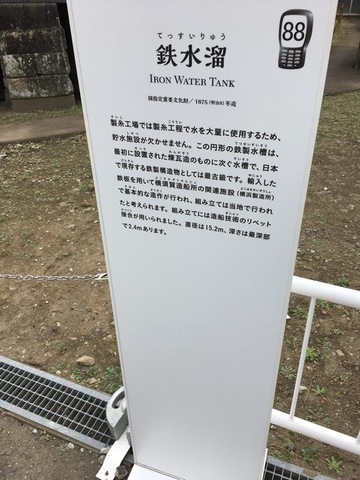 88
てっすいりゅう
鉄水溜
IRON WATER TANK
国指定重要文化財／1875(明治8)年造
製糸工場では製糸工程で水を大量に使用するため、
貯水施設が欠かせません。この円形の鉄製水槽は、
最初に設置された煉瓦造のものに次ぐ水槽で、日本
で現存する鉄製構造物としては最古級です。輸入した
鉄板を用いて横須賀造船所の関連施設（横浜製造所）
で基本的な造作が行われ、組み立ては当地で行われ
たと考えられます。組み立てには造船技術のリベット
接合が用いられました。直径は15.2m、深さは最深部
で2.4mあります。